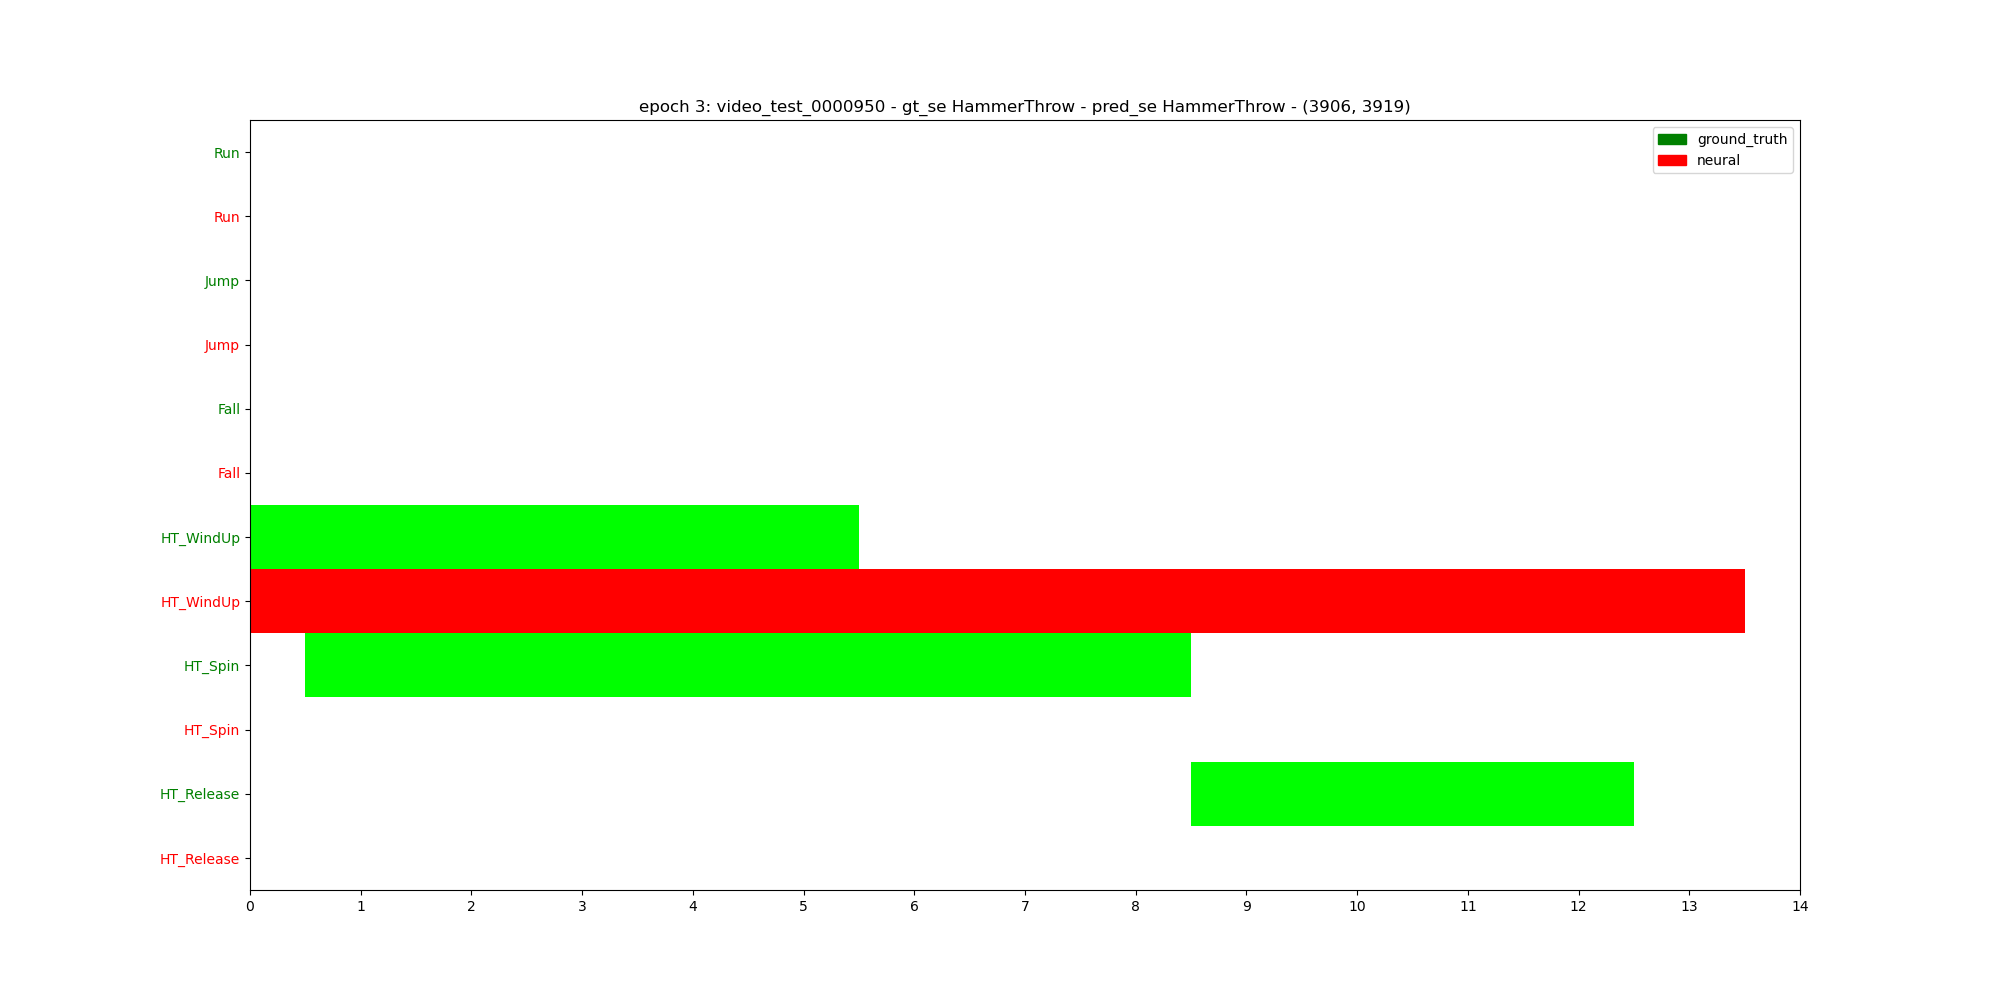 epoch 3: video_test_0000950 - gt_se HammerThrow - pred_se HammerThrow - (3906, 3919)
ground_truth
neural
Run
Run
Jump
Jump
Fall
Fall
HT_WindUp
HT_WindUp
HT_Spin
HT_Spin
HT_Release
HT_Release
0 1 2 3 4 5 6 7 8 9 10 11 12 13 14